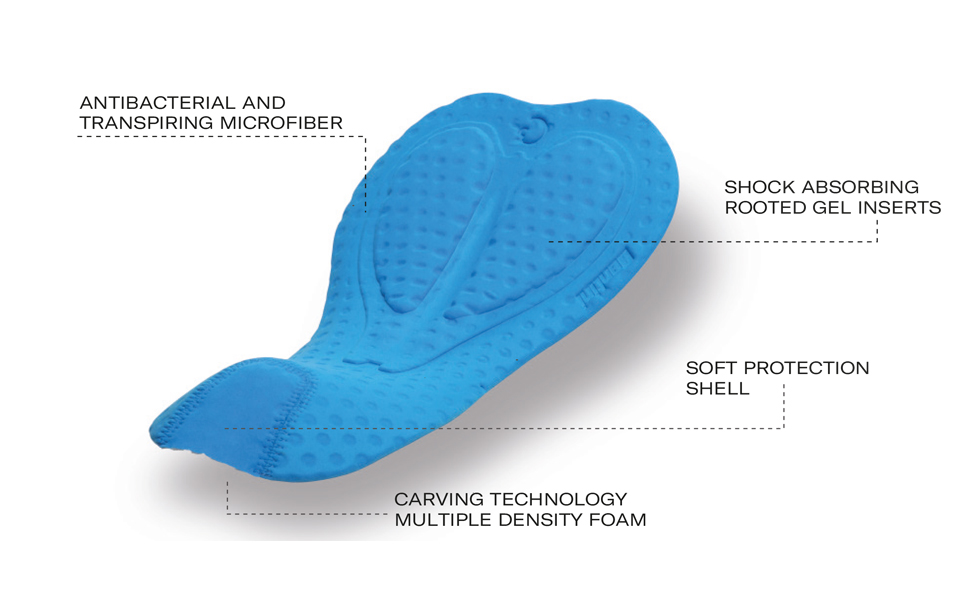 ANTIBACTERIAL AND
TRANSPIRING MICROFIBER
SHOCK ABSORBING
ROOTED GEL INSERTS
SOFT PROTECTION
SHELL
CARVING TECHNOLOGY
MULTIPLE DENSITY FOAM